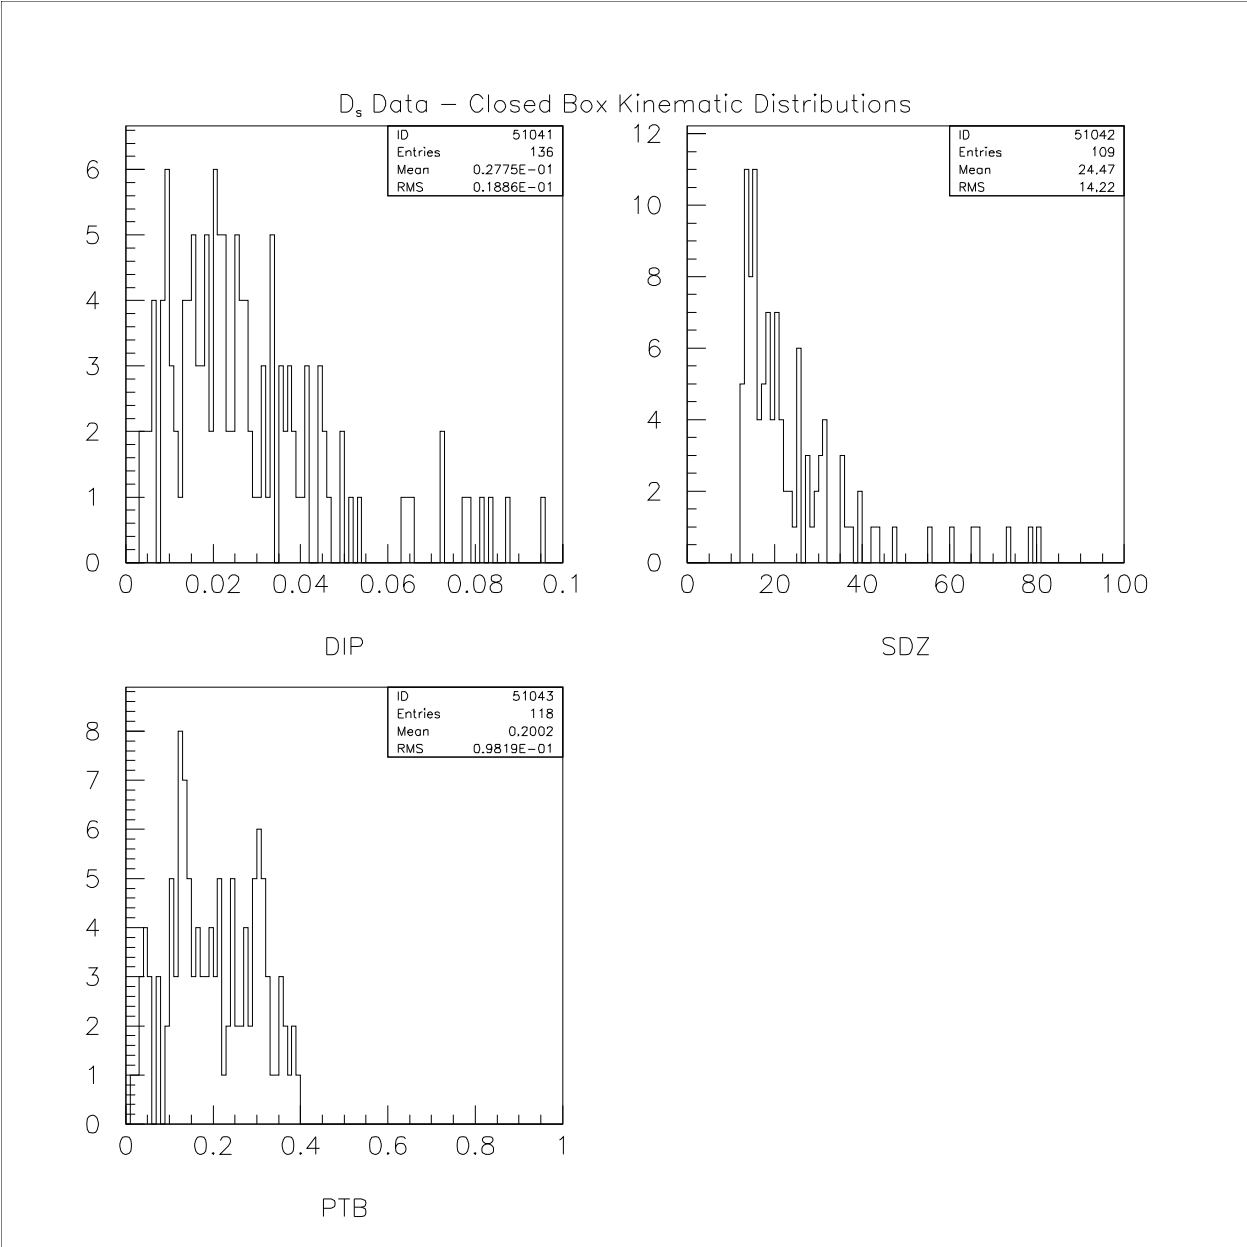 Ds Data – Closed Box Kinematic Distributions
ID 51041
Entries 136
Mean 0.2775E-01
RMS 0.1886E-01
6
5
4
3
2
1
0
0 0.02 0.04 0.06 0.08 0.1
DIP
ID 51042
Entries 109
Mean 24.47
RMS 14.22
12
10
8
6
4
2
0
0 20 40 60 80 100
SDZ
ID 51043
Entries 118
Mean 0.2002
RMS 0.9819E-01
8
7
6
5
4
3
2
1
0
0 0.2 0.4 0.6 0.8 1
PTB